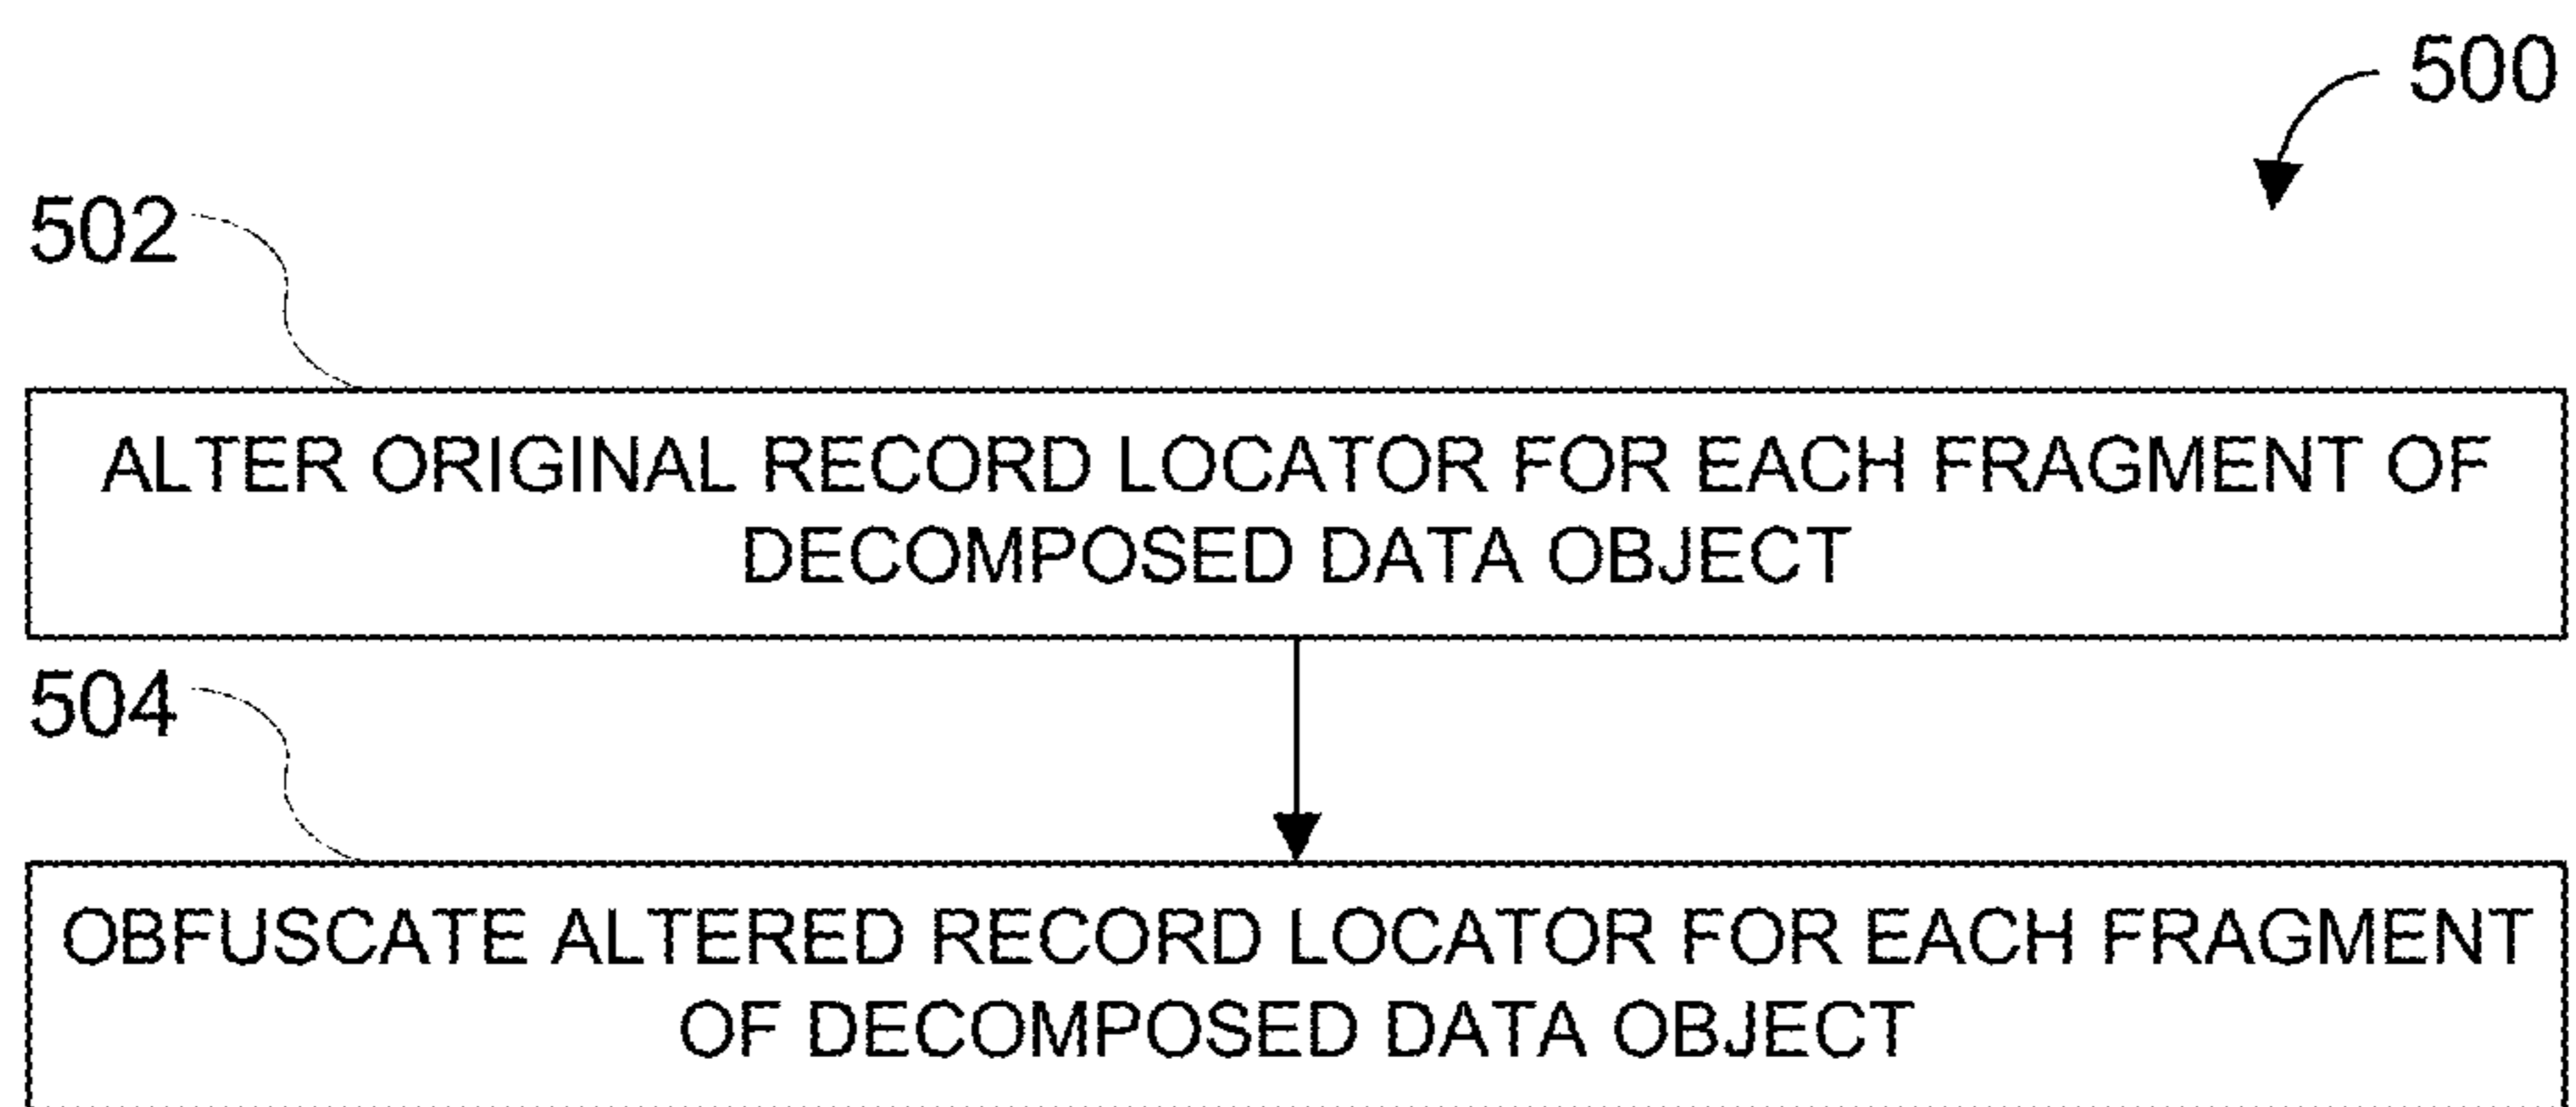 500
502
ALTER ORIGINAL RECORD LOCATOR FOR EACH FRAGMENT OF
DECOMPOSED DATA OBJECT
504
OBFUSCATE ALTERED RECORD LOCATOR FOR EACH FRAGMENT
OF DECOMPOSED DATA OBJECT